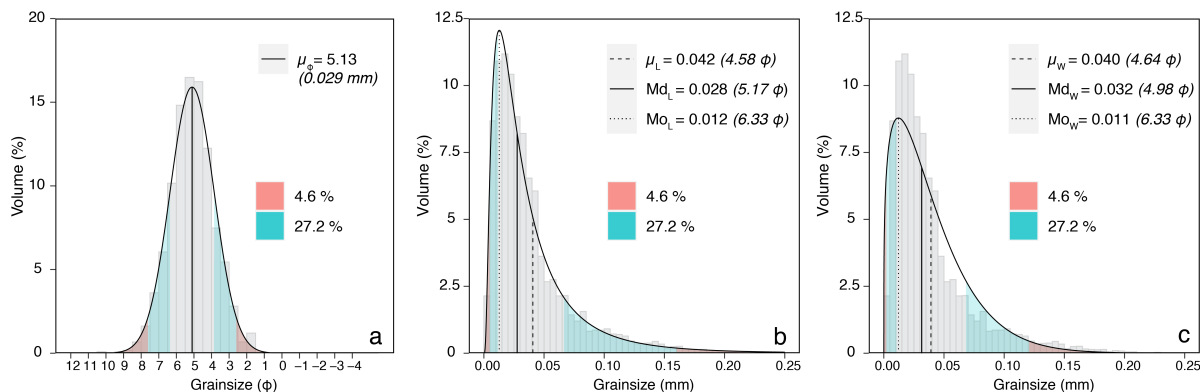 20
15
10
5
0
Volume (%)
μɸ = 5.13
(0.029 mm)
4.6 %
27.2 %
a
12 11 10 9 8 7 6 5 4 3 2 1 0 −1 −2 −3 −4
Grainsize (ϕ)
12.5
10
7.5
5
2.5
0
Volume (%)
μL = 0.042 (4.58 ϕ)
MdL = 0.028 (5.17 ϕ)
MoL = 0.012 (6.33 ϕ)
4.6 %
27.2 %
b
0.00 0.05 0.10 0.15 0.20 0.25
Grainsize (mm)
12.5
10
7.5
5
2.5
0
Volume (%)
μW = 0.040 (4.64 ϕ)
MdW = 0.032 (4.98 ϕ)
MoW = 0.011 (6.33 ϕ)
4.6 %
27.2 %
c
0.00 0.05 0.10 0.15 0.20 0.25
Grainsize (mm)